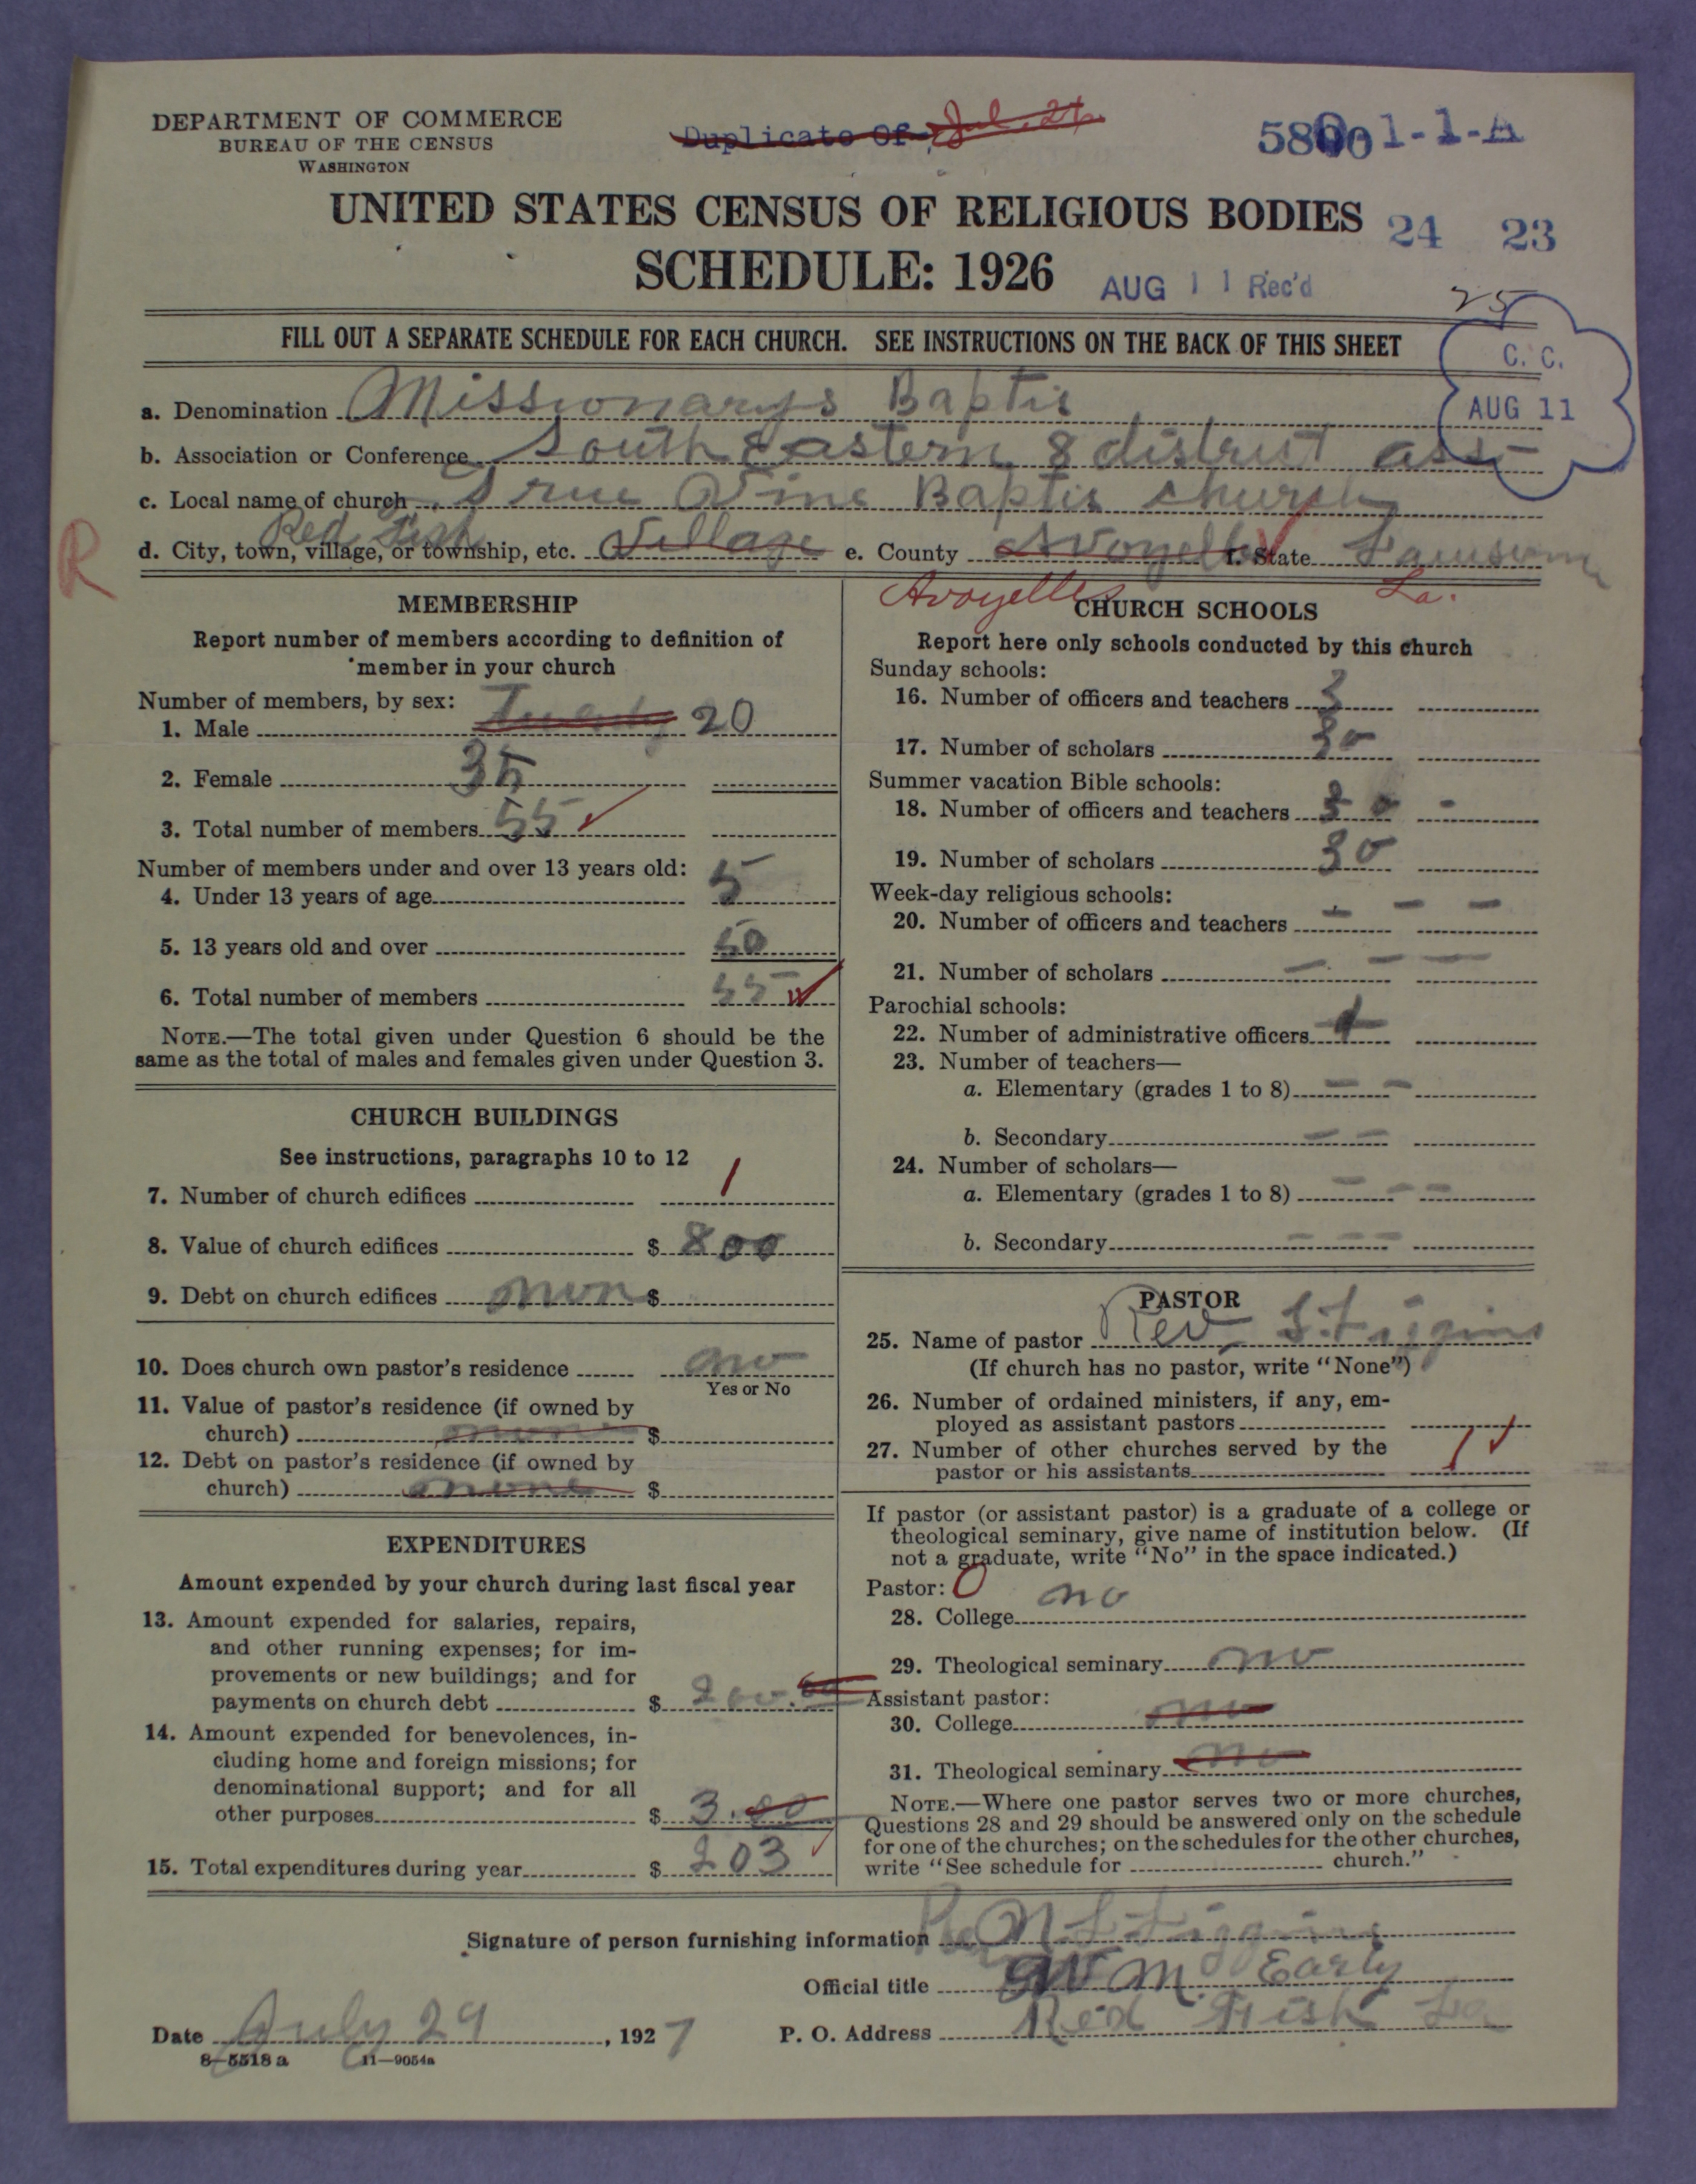 DEPARTMENT OF COMMERCE
BUREAU OF THE CENSUS
WASHINGTON
Duplicate Of Jul. 26
1-1-A
UNITED STATES CENSUS OF RELIGIOUS BODIES
24 23
SCHEDULE: 1926
AUG 11 Rec'd
25
FILL OUT A SEPARATE SCHEDULE FOR EACH CHURCH. SEE INSTRUCTIONS ON THE BACK OF THIS SHEET
C. C.
AUG 11
a. Denomination Missionarys Baptis
b. Association or Conference South Eastern 8 district ass
c. Local name of church True Vine Baptis church
Red Fish
d. City, town, village, or township, etc. Village e. County Avoyelles f. State
R
Avoyelles La.
MEMBERSHIP
Report number of members according to definition of
member in your church
Number of members, by sex:
1. Male Twenty 20
2. Female 35
3. Total number of members 55
Number of members under and over 13 years old:
4. Under 13 years of age 5
5. 13 years old and over 50
6. Total number of members 55
NOTE.—The total given under Question 6 should be the
same as the total of males and females given under Question 3.
CHURCH BUILDINGS
See instructions, paragraphs 10 to 12
7. Number of church edifices 1
8. Value of church edifices $ 800
9. Debt on church edifices non $
10. Does church own pastor's residence no
Yes or No
11. Value of pastor's residence (if owned by
church) none $
12. Debt on pastor's residence (if owned by
church) none $
EXPENDITURES
Amount expended by your church during last fiscal year
13. Amount expended for salaries, repairs,
and other running expenses; for im-
provements or new buildings; and for
payments on church debt $ 200.00
14. Amount expended for benevolences, in-
cluding home and foreign missions; for
denominational support; and for all
other purposes $ 3.00
15. Total expenditures during year $ 203
CHURCH SCHOOLS
Report here only schools conducted by this church
Sunday schools:
16. Number of officers and teachers 3
17. Number of scholars 30
Summer vacation Bible schools:
18. Number of officers and teachers
19. Number of scholars 30
Week-day religious schools:
20. Number of officers and teachers - - -
21. Number of scholars - - -
Parochial schools:
22. Number of administrative officers
23. Number of teachers—
a. Elementary (grades 1 to 8) - -
b. Secondary - -
24. Number of scholars—
a. Elementary (grades 1 to 8) - - -
b. Secondary - - -
PASTOR
25. Name of pastor Rev
(If church has no pastor, write "None")
26. Number of ordained ministers, if any, em-
ployed as assistant pastors
27. Number of other churches served by the
pastor or his assistants 1
If pastor (or assistant pastor) is a graduate of a college or
theological seminary, give name of institution below. (If
not a graduate, write "No" in the space indicated.)
Pastor: 0
28. College no
29. Theological seminary no
Assistant pastor:
30. College no
31. Theological seminary no
NOTE.—Where one pastor serves two or more churches,
Questions 28 and 29 should be answered only on the schedule
for one of the churches; on the schedules for the other churches,
write "See schedule for church."
Signature of person furnishing information
Official title Wm. Early
Date July 29, 1927
P. O. Address Red Fish La
8—5518 a 11—9054a